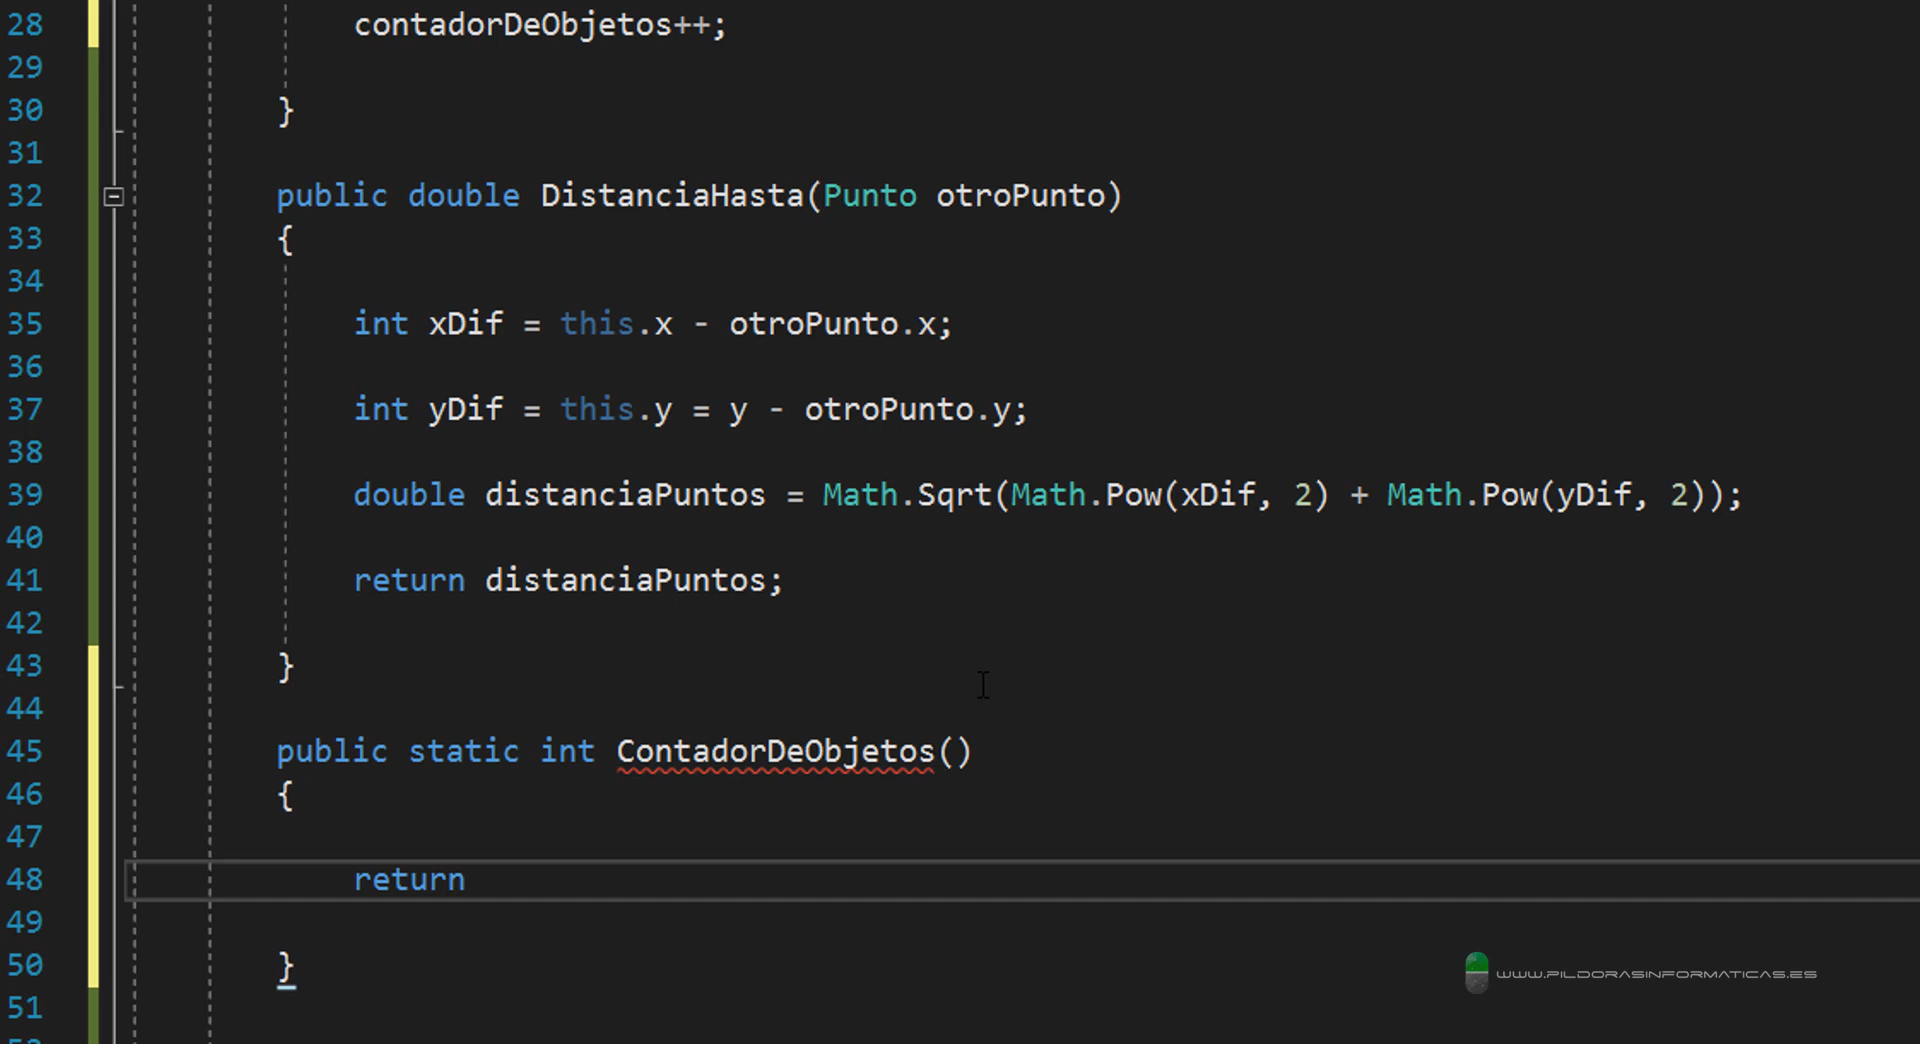 28 contadorDeObjetos++;
29
30 }
31
32 public double DistanciaHasta(Punto otroPunto)
33 {
34
35 int xDif = this.x - otroPunto.x;
36
37 int yDif = this.y = y - otroPunto.y;
38
39 double distanciaPuntos = Math.Sqrt(Math.Pow(xDif, 2) + Math.Pow(yDif, 2));
40
41 return distanciaPuntos;
42
43 }
44
45 public static int ContadorDeObjetos()
46 {
47
48 return
49
50 }
WWW.PILDORASINFORMATICAS.ES
51